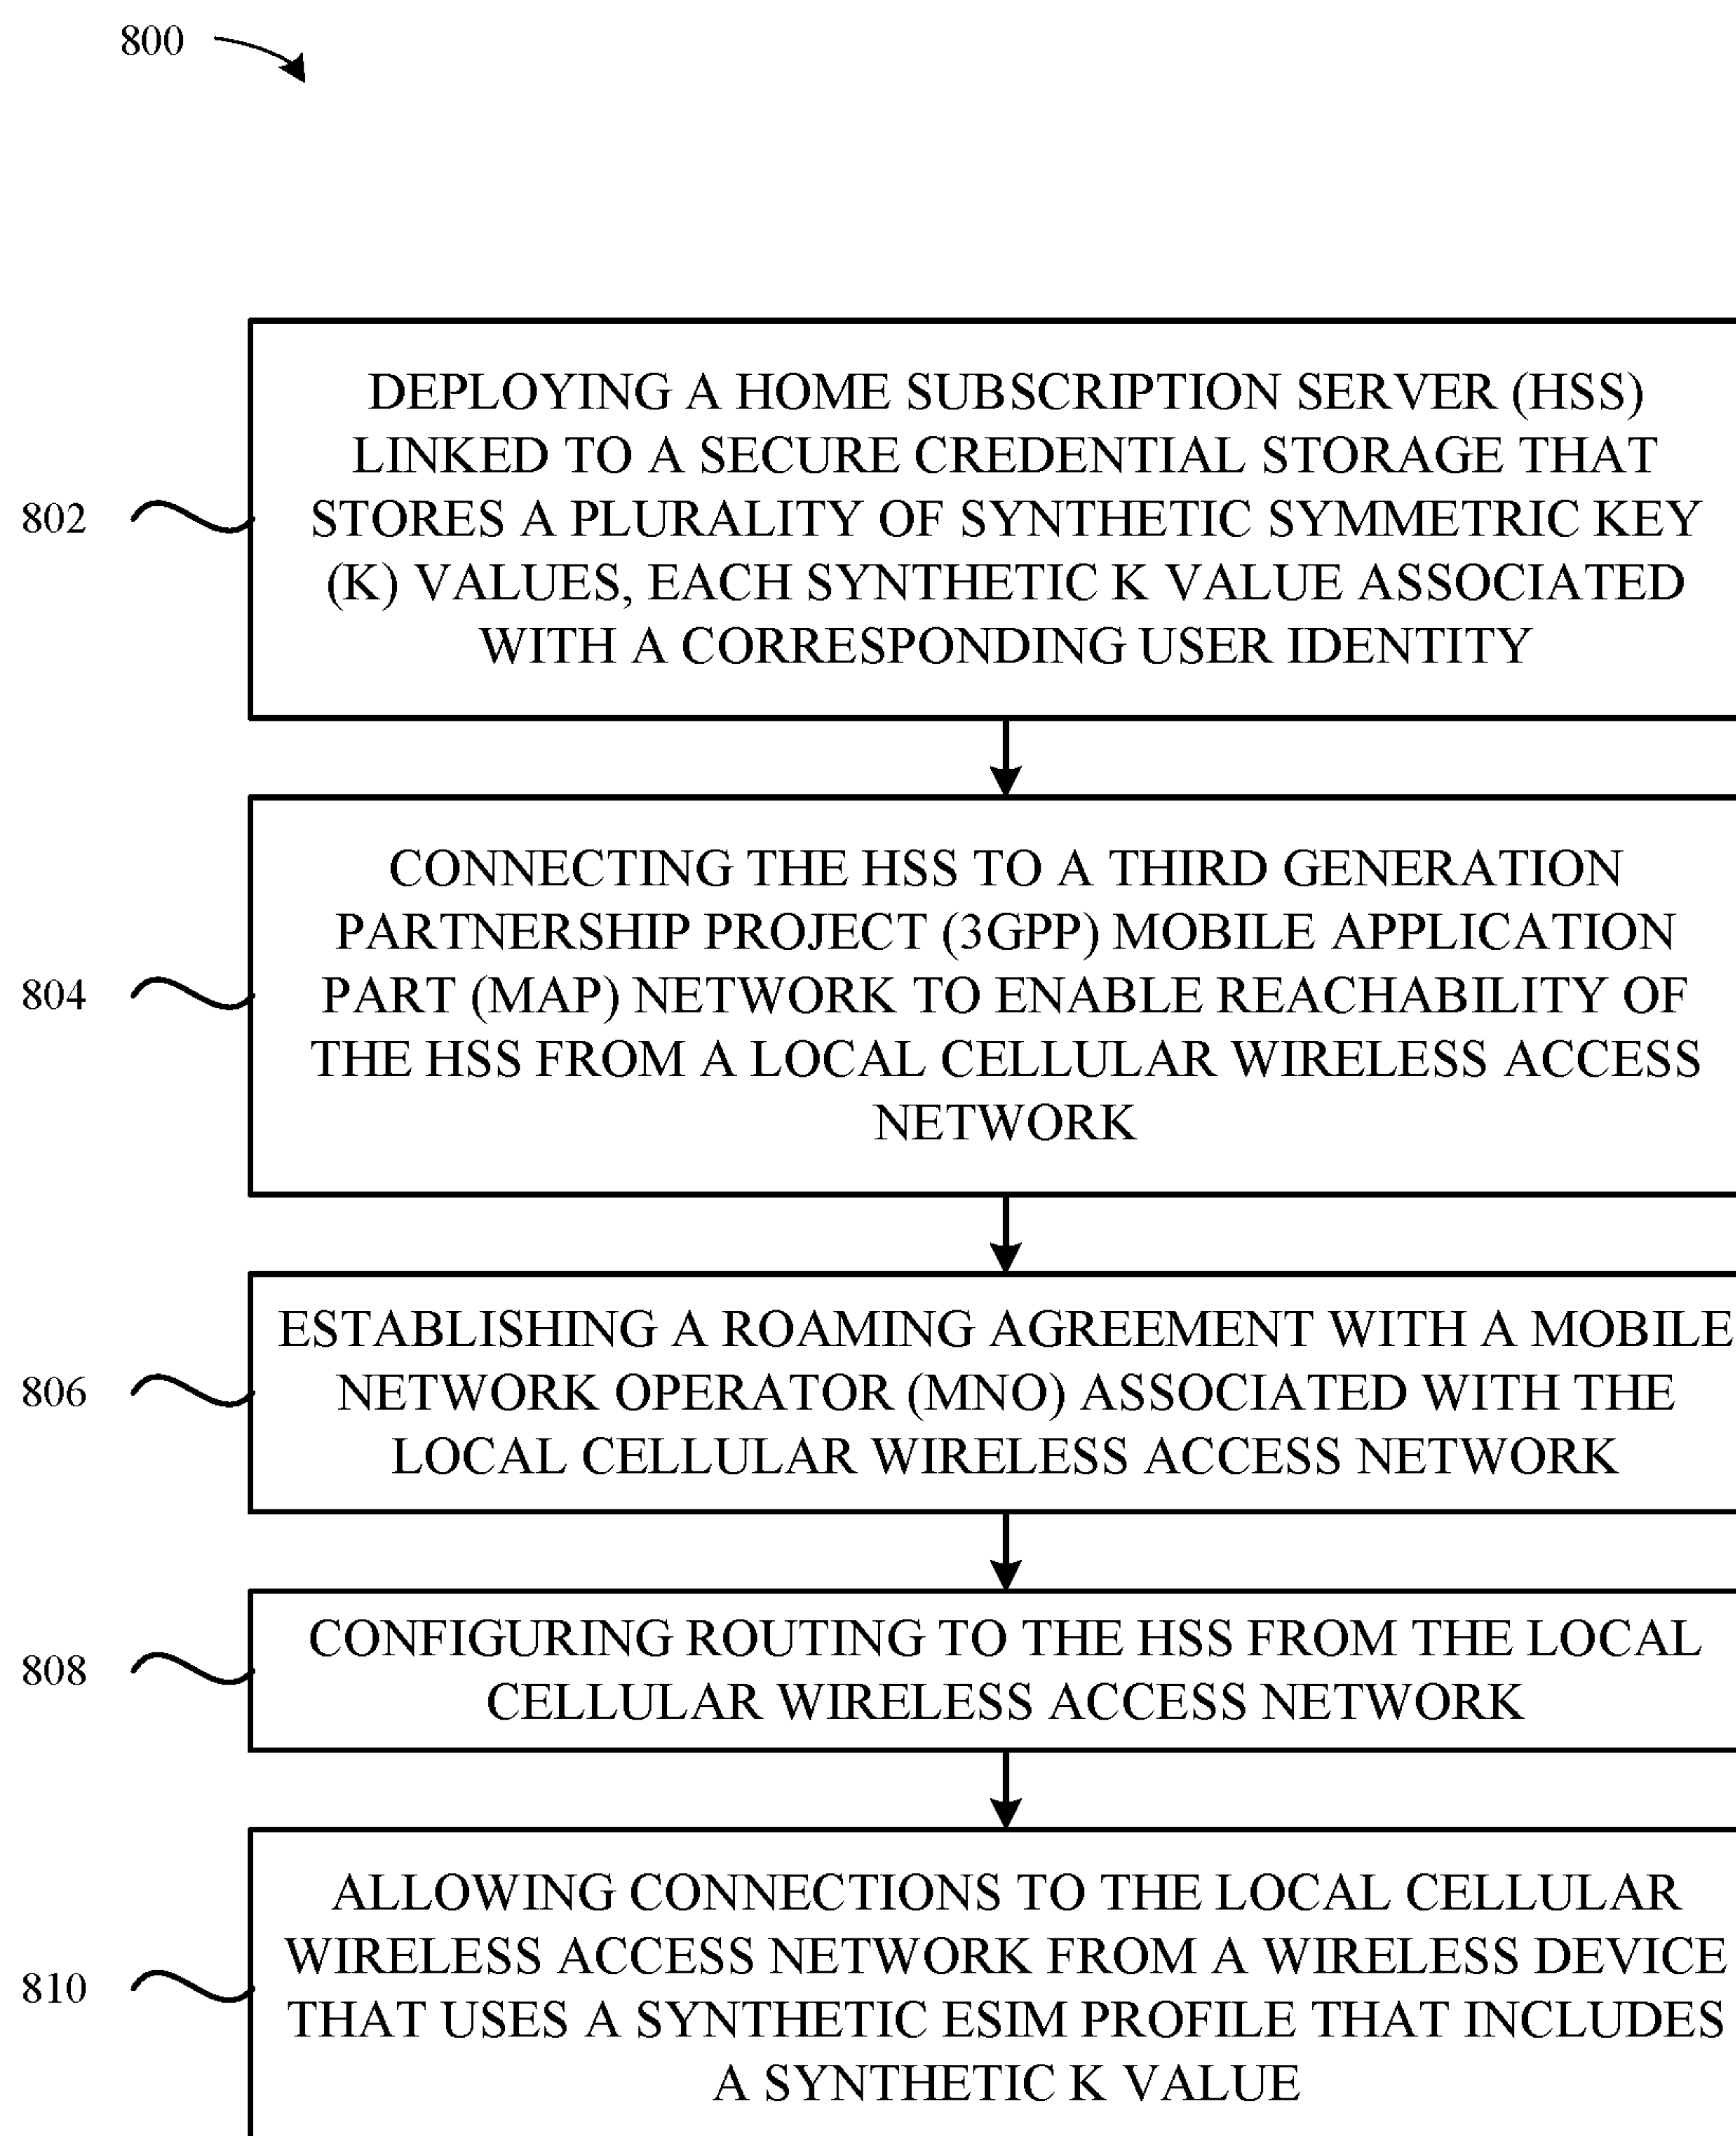 800
802
DEPLOYING A HOME SUBSCRIPTION SERVER (HSS)
LINKED TO A SECURE CREDENTIAL STORAGE THAT
STORES A PLURALITY OF SYNTHETIC SYMMETRIC KEY
(K) VALUES, EACH SYNTHETIC K VALUE ASSOCIATED
WITH A CORRESPONDING USER IDENTITY
804
CONNECTING THE HSS TO A THIRD GENERATION
PARTNERSHIP PROJECT (3GPP) MOBILE APPLICATION
PART (MAP) NETWORK TO ENABLE REACHABILITY OF
THE HSS FROM A LOCAL CELLULAR WIRELESS ACCESS
NETWORK
806
ESTABLISHING A ROAMING AGREEMENT WITH A MOBILE
NETWORK OPERATOR (MNO) ASSOCIATED WITH THE
LOCAL CELLULAR WIRELESS ACCESS NETWORK
808
CONFIGURING ROUTING TO THE HSS FROM THE LOCAL
CELLULAR WIRELESS ACCESS NETWORK
810
ALLOWING CONNECTIONS TO THE LOCAL CELLULAR
WIRELESS ACCESS NETWORK FROM A WIRELESS DEVICE
THAT USES A SYNTHETIC ESIM PROFILE THAT INCLUDES
A SYNTHETIC K VALUE